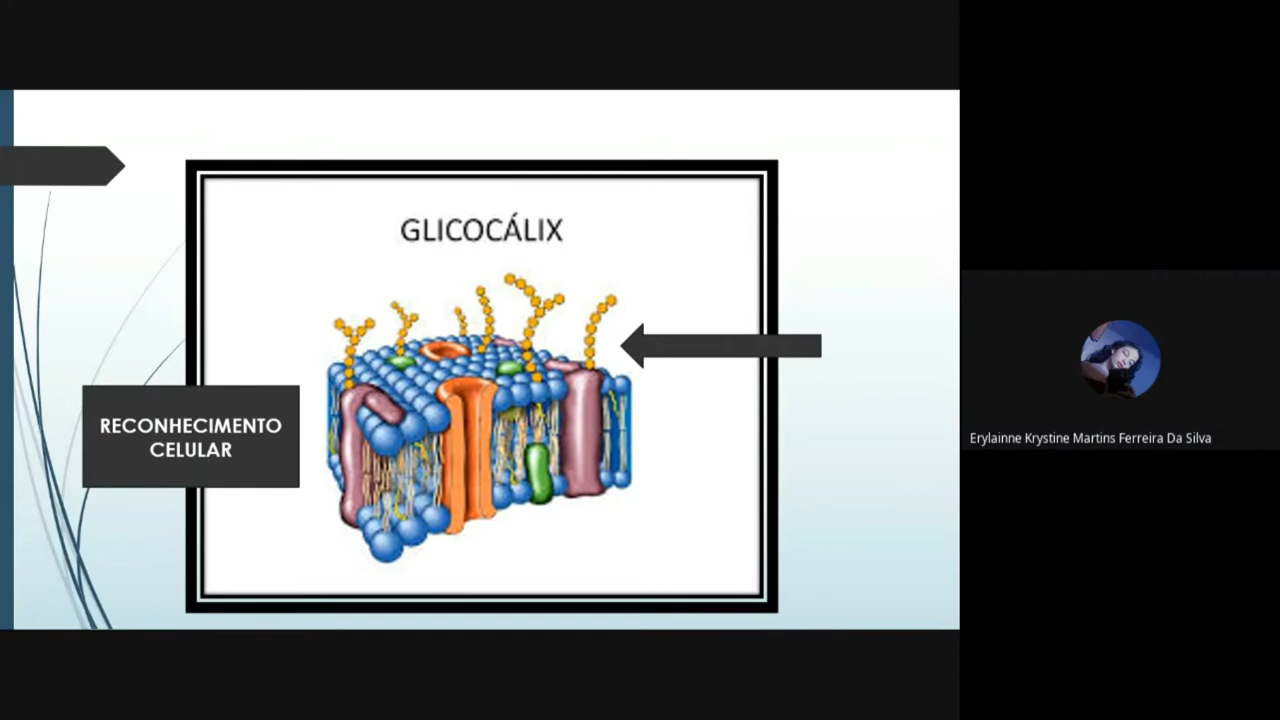 GLICOCÁLIX
RECONHECIMENTO
CELULAR
Erylainne Krystine Martins Ferreira Da Silva